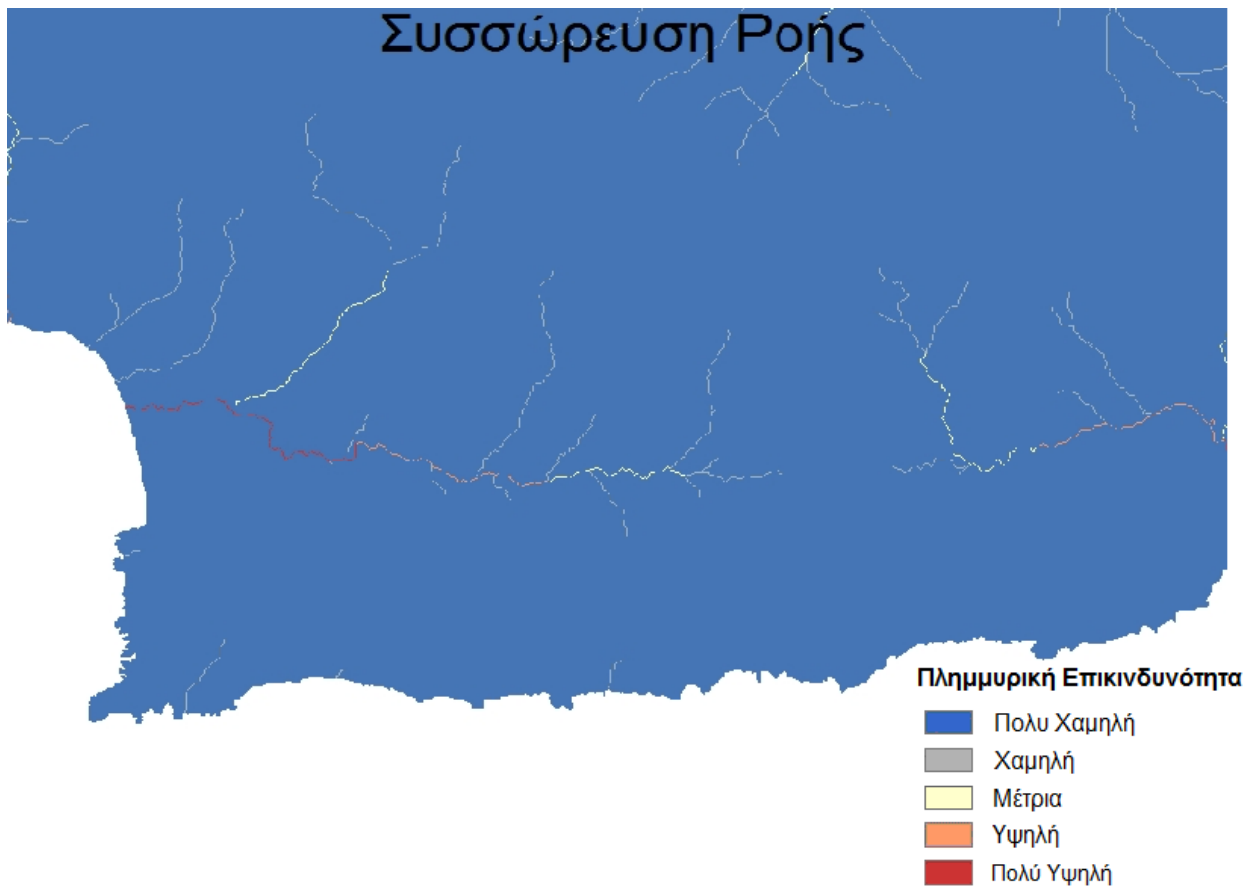 Συσσώρευση Ροής
Πλημμυρική Επικινδυνότητα
Πολυ Χαμηλή
Χαμηλή
Μέτρια
Υψηλή
Πολύ Υψηλή